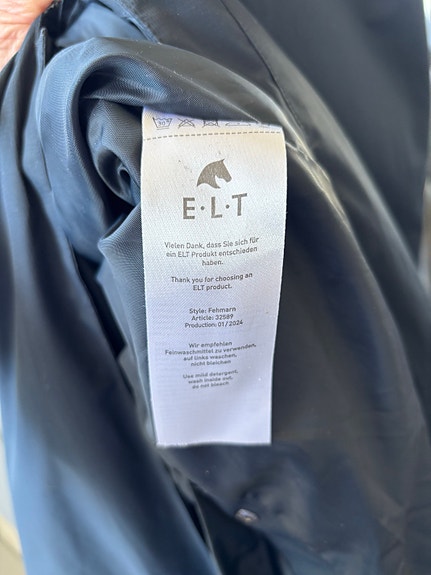 30°
E·L·T
Vielen Dank, dass Sie sich für
ein ELT Produkt entschieden
haben.
Thank you for choosing an
ELT product.
Style: Fehmarn
Article: 32589
Production: 01/2024
Wir empfehlen
Feinwaschmittel zu verwenden,
auf links waschen,
nicht bleichen
Use mild detergent,
wash inside out,
do not bleach